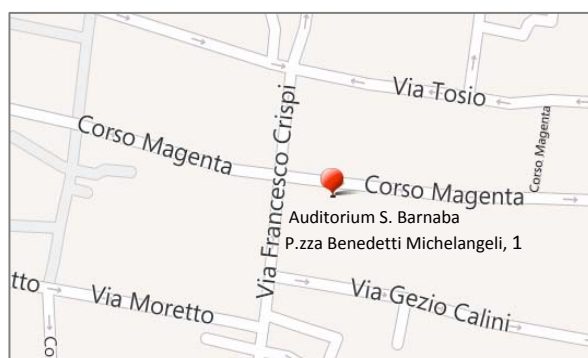 Via Tosio
Corso Magenta
Via Francesco Crispi
Corso Magenta
Corso Magenta
Auditorium S. Barnaba
P.zza Benedetti Michelangeli, 1
tto
Via Moretto
Via Gezio Calini
Co